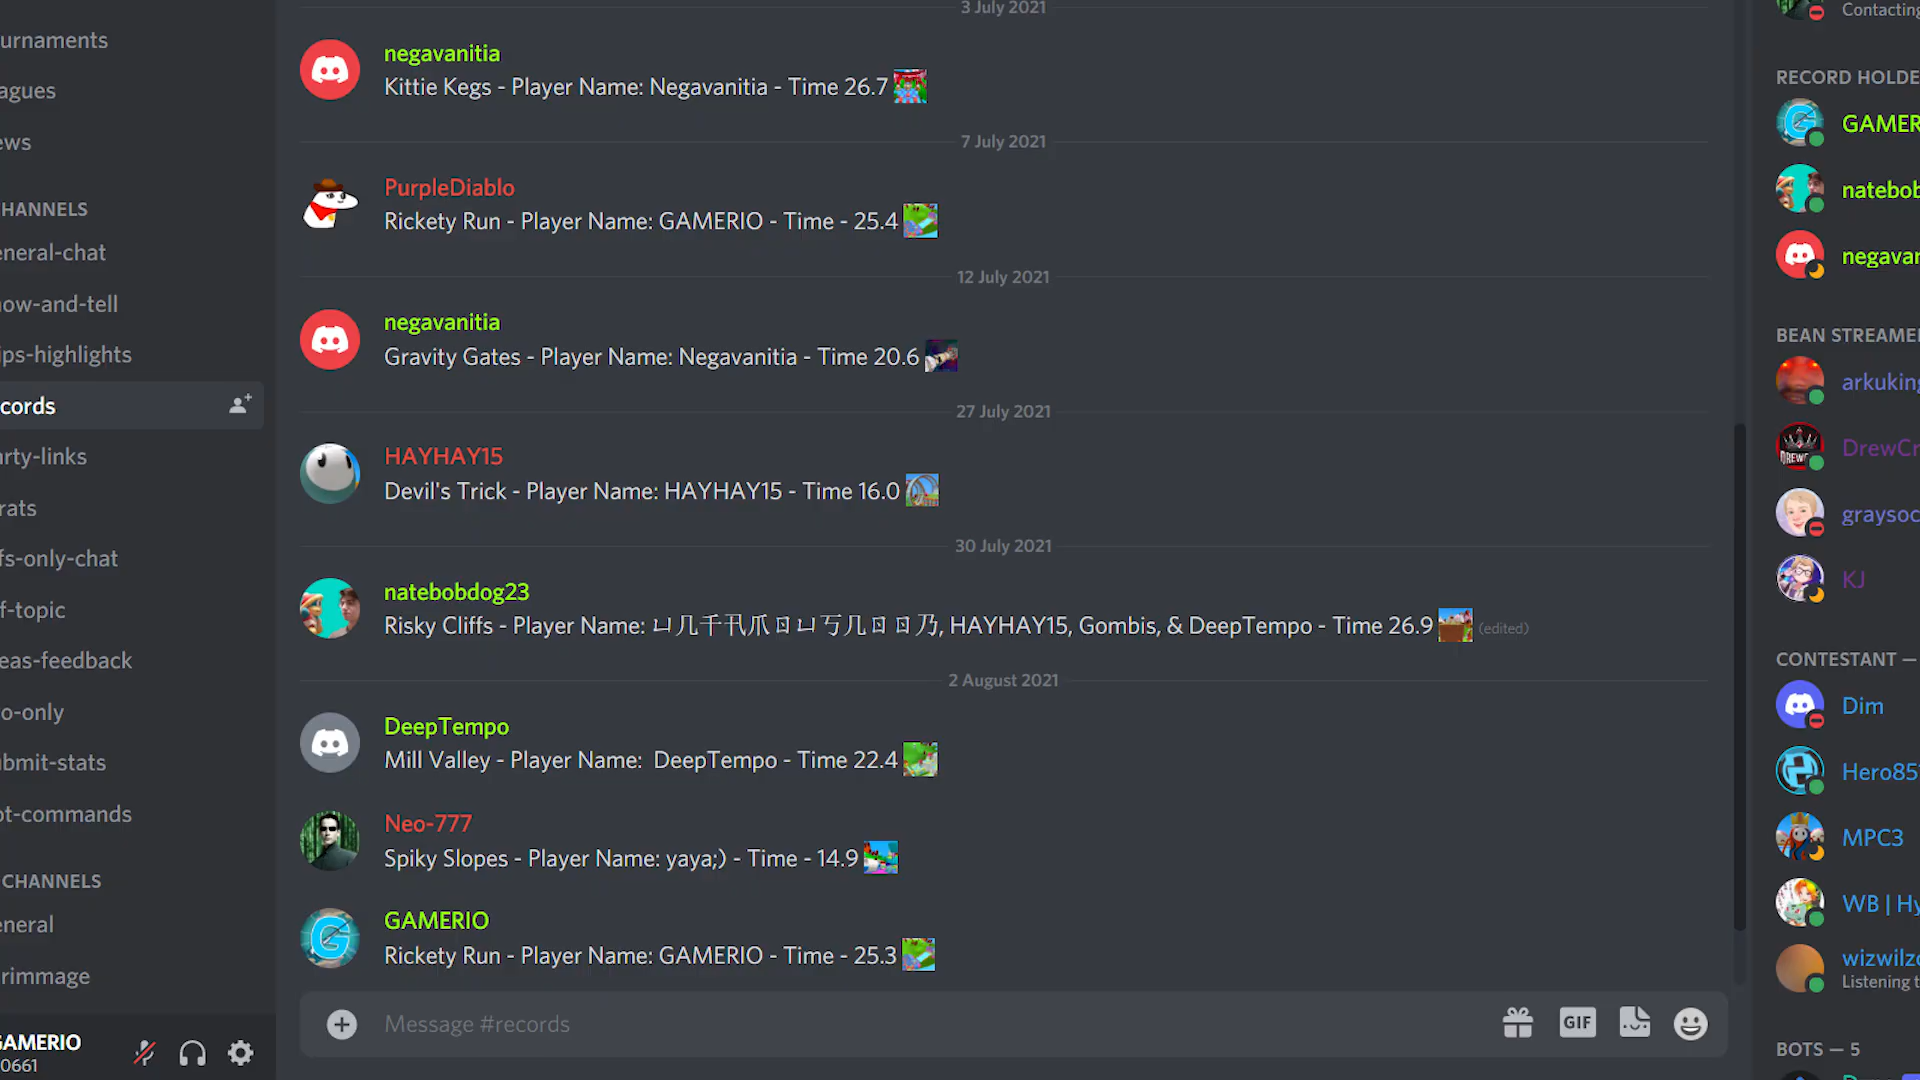 urnaments
agues
ews
HANNELS
eneral-chat
ow-and-tell
ips-highlights
cords
rty-links
rats
fs-only-chat
f-topic
eas-feedback
o-only
bmit-stats
ot-commands
CHANNELS
eneral
rimmage
GAMERIO
0661
3 July 2021
negavanitia
Kittie Kegs - Player Name: Negavanitia - Time 26.7
7 July 2021
PurpleDiablo
Rickety Run - Player Name: GAMERIO - Time - 25.4
12 July 2021
negavanitia
Gravity Gates - Player Name: Negavanitia - Time 20.6
27 July 2021
HAYHAY15
Devil's Trick - Player Name: HAYHAY15 - Time 16.0
30 July 2021
natebobdog23
Risky Cliffs - Player Name: ㄩ几千卂爪ㄖㄩ丂几ㄖㄖ乃, HAYHAY15, Gombis, & DeepTempo - Time 26.9 (edited)
2 August 2021
DeepTempo
Mill Valley - Player Name: DeepTempo - Time 22.4
Neo-777
Spiky Slopes - Player Name: yaya;) - Time - 14.9
GAMERIO
Rickety Run - Player Name: GAMERIO - Time - 25.3
Message #records
GIF
Contacting
RECORD HOLDE
GAMER
natebob
negavan
BEAN STREAME
arkuking
DREW
DrewCr
graysoc
KJ
CONTESTANT —
Dim
Hero85
MPC3
WB | Hy
wizwilzo
Listening t
BOTS — 5